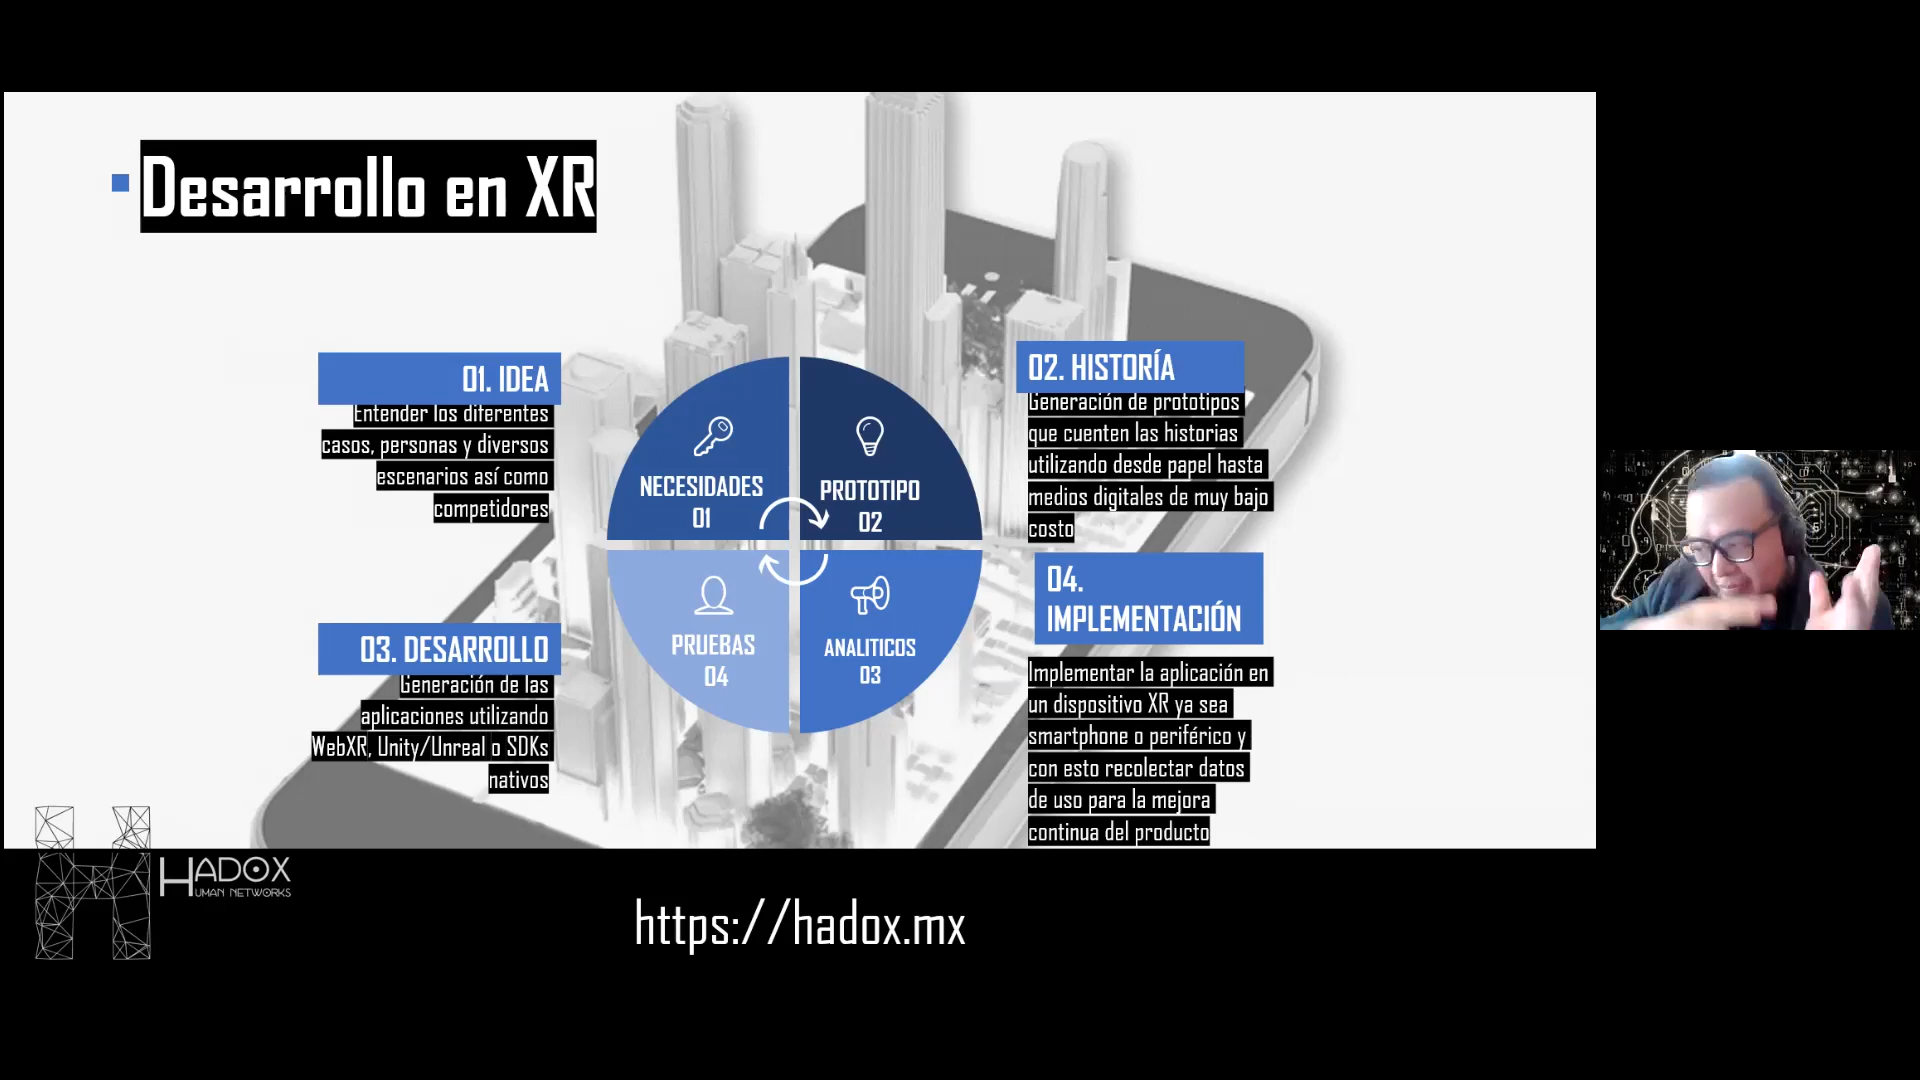 Desarrollo en XR
01. IDEA
Entender los diferentes
casos, personas y diversos
escenarios así como
competidores
02. HISTORÍA
Generación de prototipos
que cuenten las historias
utilizando desde papel hasta
medios digitales de muy bajo
costo
NECESIDADES
01
PROTOTIPO
02
PRUEBAS
04
ANALITICOS
03
03. DESARROLLO
Generación de las
aplicaciones utilizando
WebXR, Unity/Unreal o SDKs
nativos
04.
IMPLEMENTACIÓN
Implementar la aplicación en
un dispositivo XR ya sea
smartphone o periférico y
con esto recolectar datos
de uso para la mejora
continua del producto
HADOX
HUMAN NETWORKS
https://hadox.mx